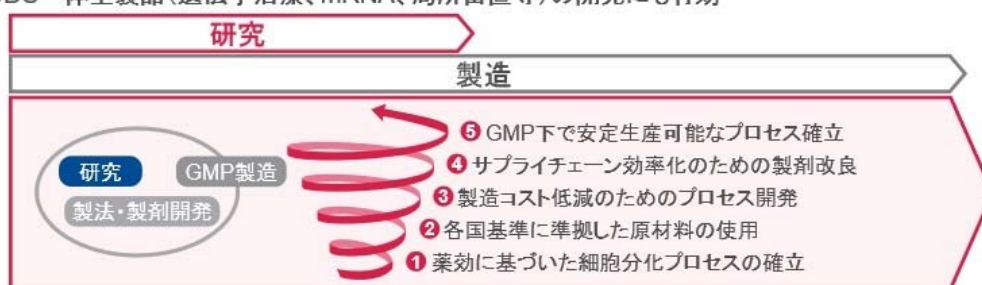 研究
製造
❺ GMP下で安定生産可能なプロセス確立
❹ サプライチェーン効率化のための製剤改良
❸ 製造コスト低減のためのプロセス開発
❷ 各国基準に準拠した原材料の使用
❶ 薬効に基づいた細胞分化プロセスの確立
研究 GMP製造
製法・製剤開発